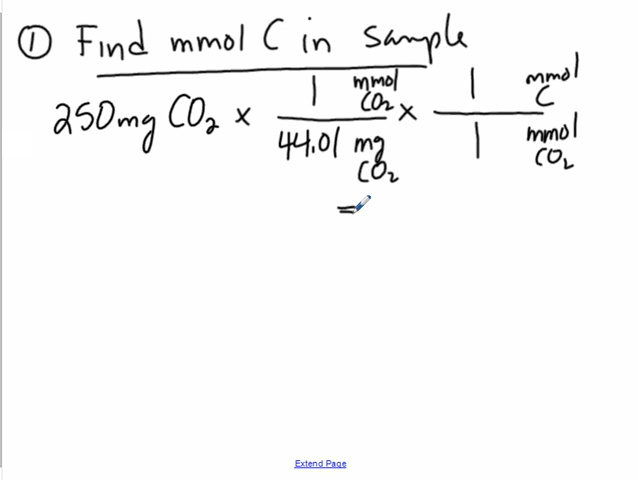 ① Find mmol C in sample
250mg CO₂ × 1 mmol CO₂ / 44.01 mg CO₂ × 1 mmol C / 1 mmol CO₂
=
Extend Page